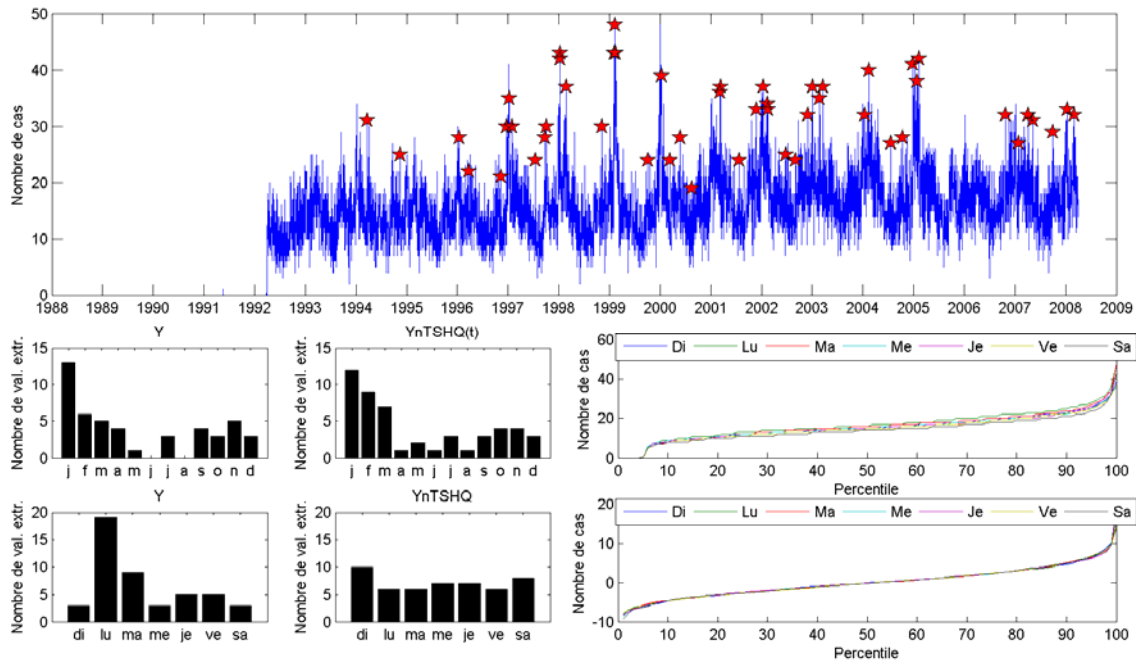 50
40
30
20
10
0
Nombre de cas
1988 1989 1990 1991 1992 1993 1994 1995 1996 1997 1998 1999 2000 2001 2002 2003 2004 2005 2006 2007 2008 2009
Y
15
10
5
0
Nombre de val. extr.
j f m a m j j a s o n d
YnTSHQ(t)
15
10
5
0
Nombre de val. extr.
j f m a m j j a s o n d
60
40
20
0
Nombre de cas
Di Lu Ma Me Je Ve Sa
0 10 20 30 40 50 60 70 80 90 100
Percentile
Y
20
15
10
5
0
Nombre de val. extr.
di lu ma me je ve sa
YnTSHQ
20
15
10
5
0
Nombre de val. extr.
di lu ma me je ve sa
20
10
0
-10
Nombre de cas
Di Lu Ma Me Je Ve Sa
0 10 20 30 40 50 60 70 80 90 100
Percentile